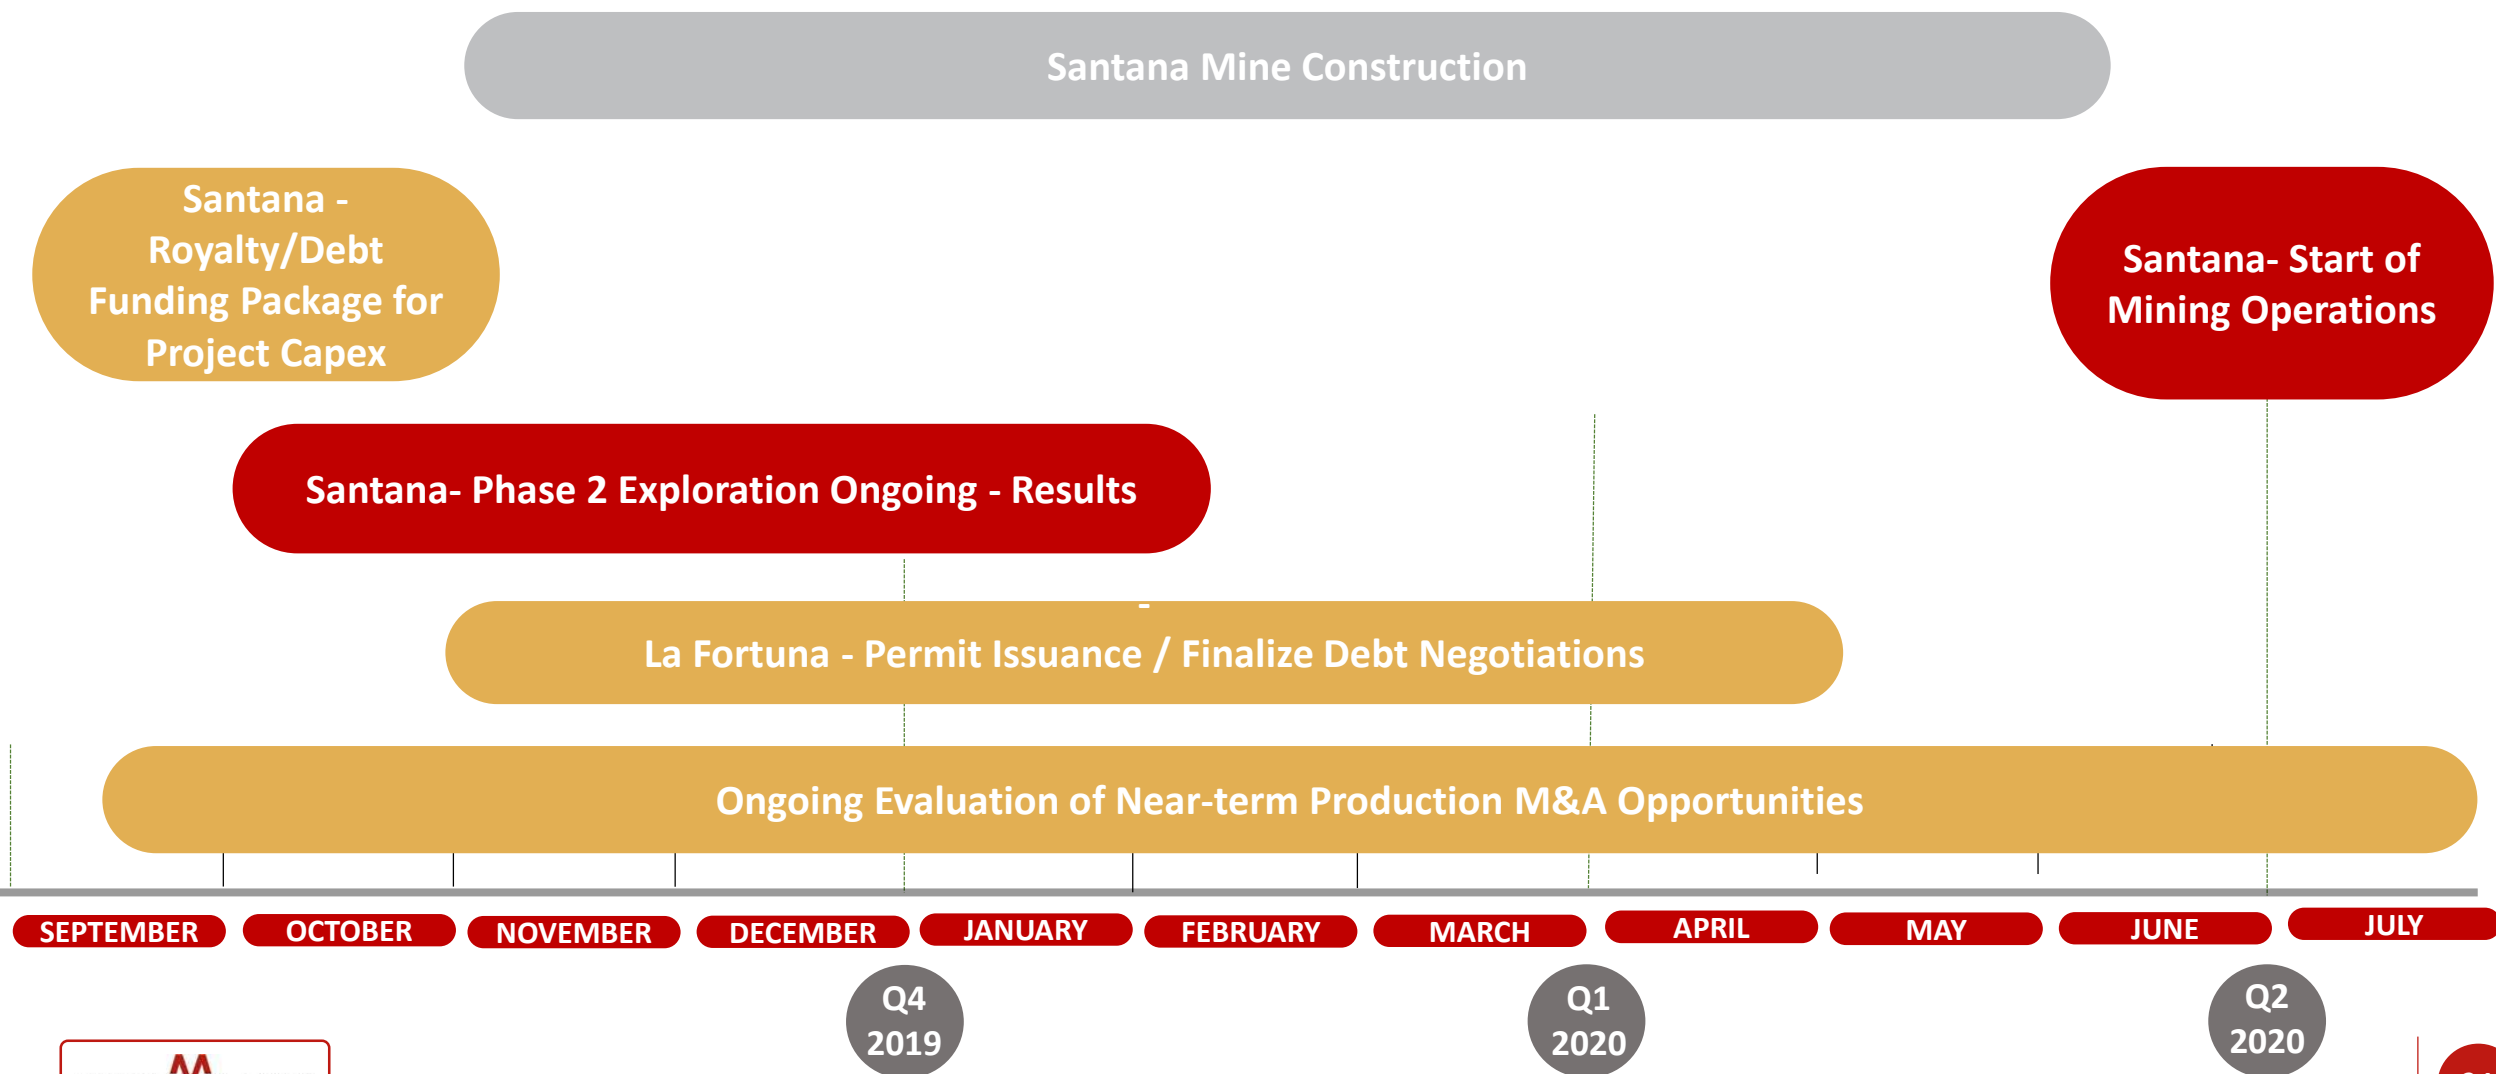 Santana Mine Construction
Santana -
Royalty/Debt
Funding Package for
Project Capex
Santana- Start of
Mining Operations
Santana- Phase 2 Exploration Ongoing - Results
-
La Fortuna - Permit Issuance / Finalize Debt Negotiations
Ongoing Evaluation of Near-term Production M&A Opportunities
SEPTEMBER
OCTOBER
NOVEMBER
DECEMBER
JANUARY
FEBRUARY
MARCH
APRIL
MAY
JUNE
JULY
Q4
2019
Q1
2020
Q2
2020